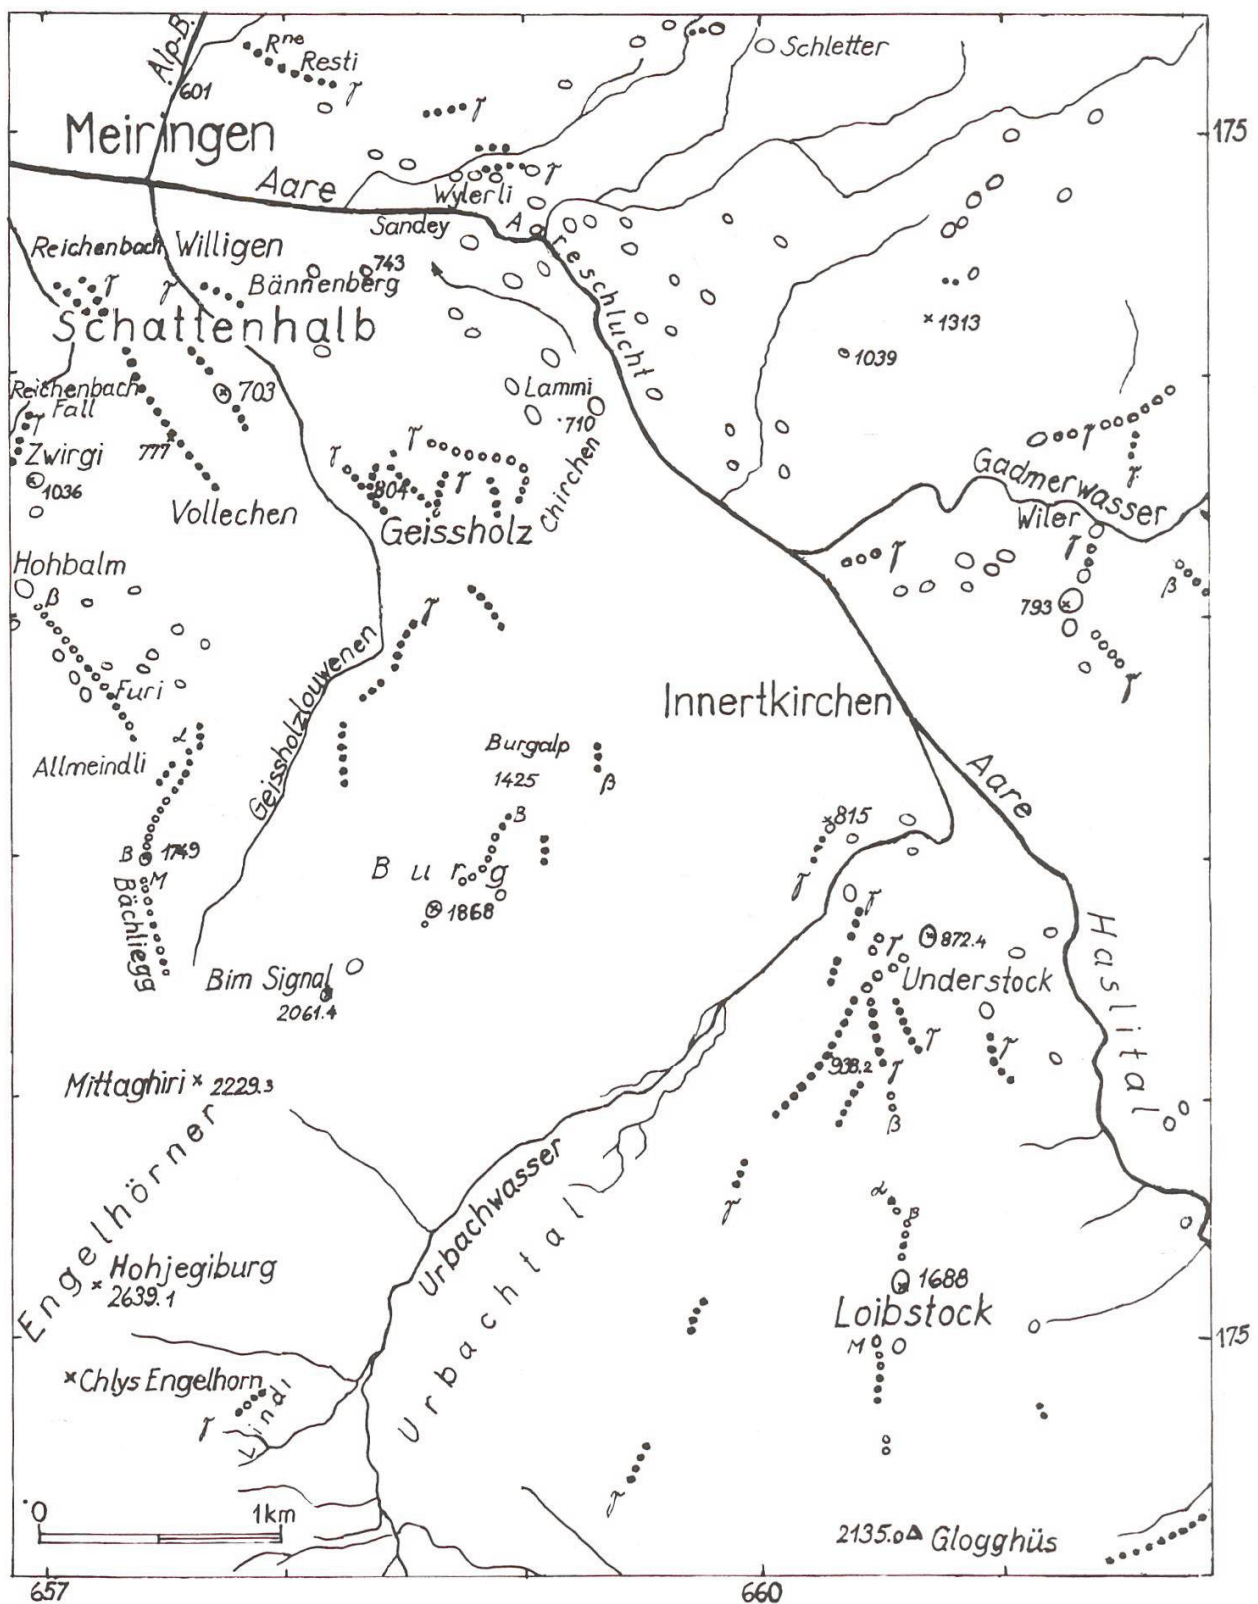 Alp-B.
Rne
Resti
γ
601
Schletter
Meiringen
γ
175
Aare
Wylerli
γ
Sandey
Areschlucht
Reichenbach
Willigen
743
γ
γ
Bännenberg
Schattenhalb
1313
1039
Reichenbach
Fall
703
Lammi
710
γ
777
Zwirgi
1036
γ
γ
γ
804
Chirchen
γ
γ
Gadmerwasser
Vollechen
Geissholz
Wiler
γ
γ
Hohbalm
β
β
793
γ
Geissholzlouwenen
Furi
Innertkirchen
γ
α
Allmeindli
Burgalp
1425
β
Aare
B
815
B
1749
M
Burg
γ
γ
1868
Bächliegg
Haslital
γ
872.4
Bim Signal
2061.4
Understock
γ
γ
938.2
γ
Mittaghiri
2229.3
β
Engelhörner
Urbachwasser
γ
α
B
Hohjegiburg
2639.1
Urbachtal
1688
Loibstock
M
175
Chlys Engelhorn
γ
Lindi
γ
0
1km
2135.0
Glogghüs
657
660